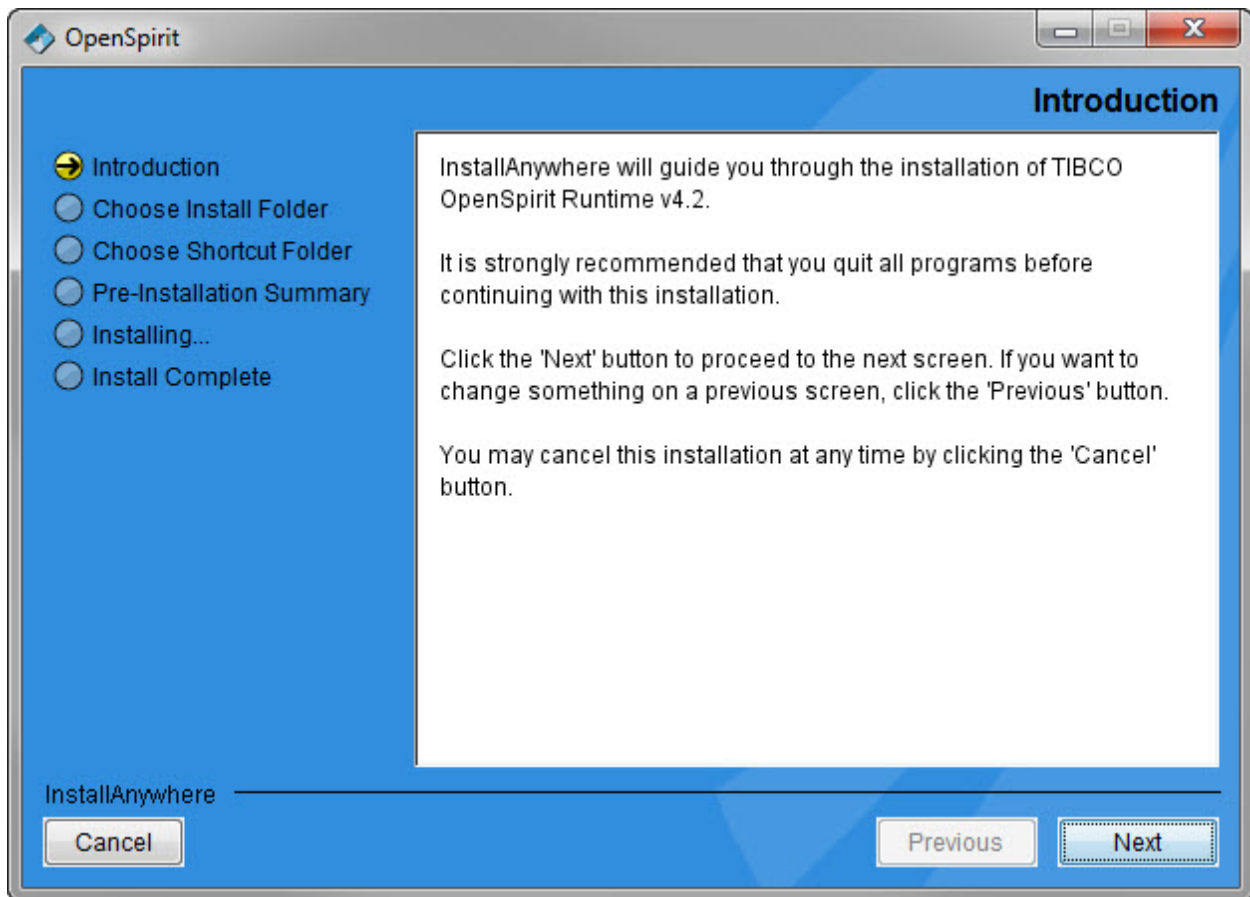 OpenSpirit
Introduction
Introduction
Choose Install Folder
Choose Shortcut Folder
Pre-Installation Summary
Installing...
Install Complete
InstallAnywhere will guide you through the installation of TIBCO
OpenSpirit Runtime v4.2.
It is strongly recommended that you quit all programs before
continuing with this installation.
Click the 'Next' button to proceed to the next screen. If you want to
change something on a previous screen, click the 'Previous' button.
You may cancel this installation at any time by clicking the 'Cancel'
button.
InstallAnywhere
Cancel
Previous
Next